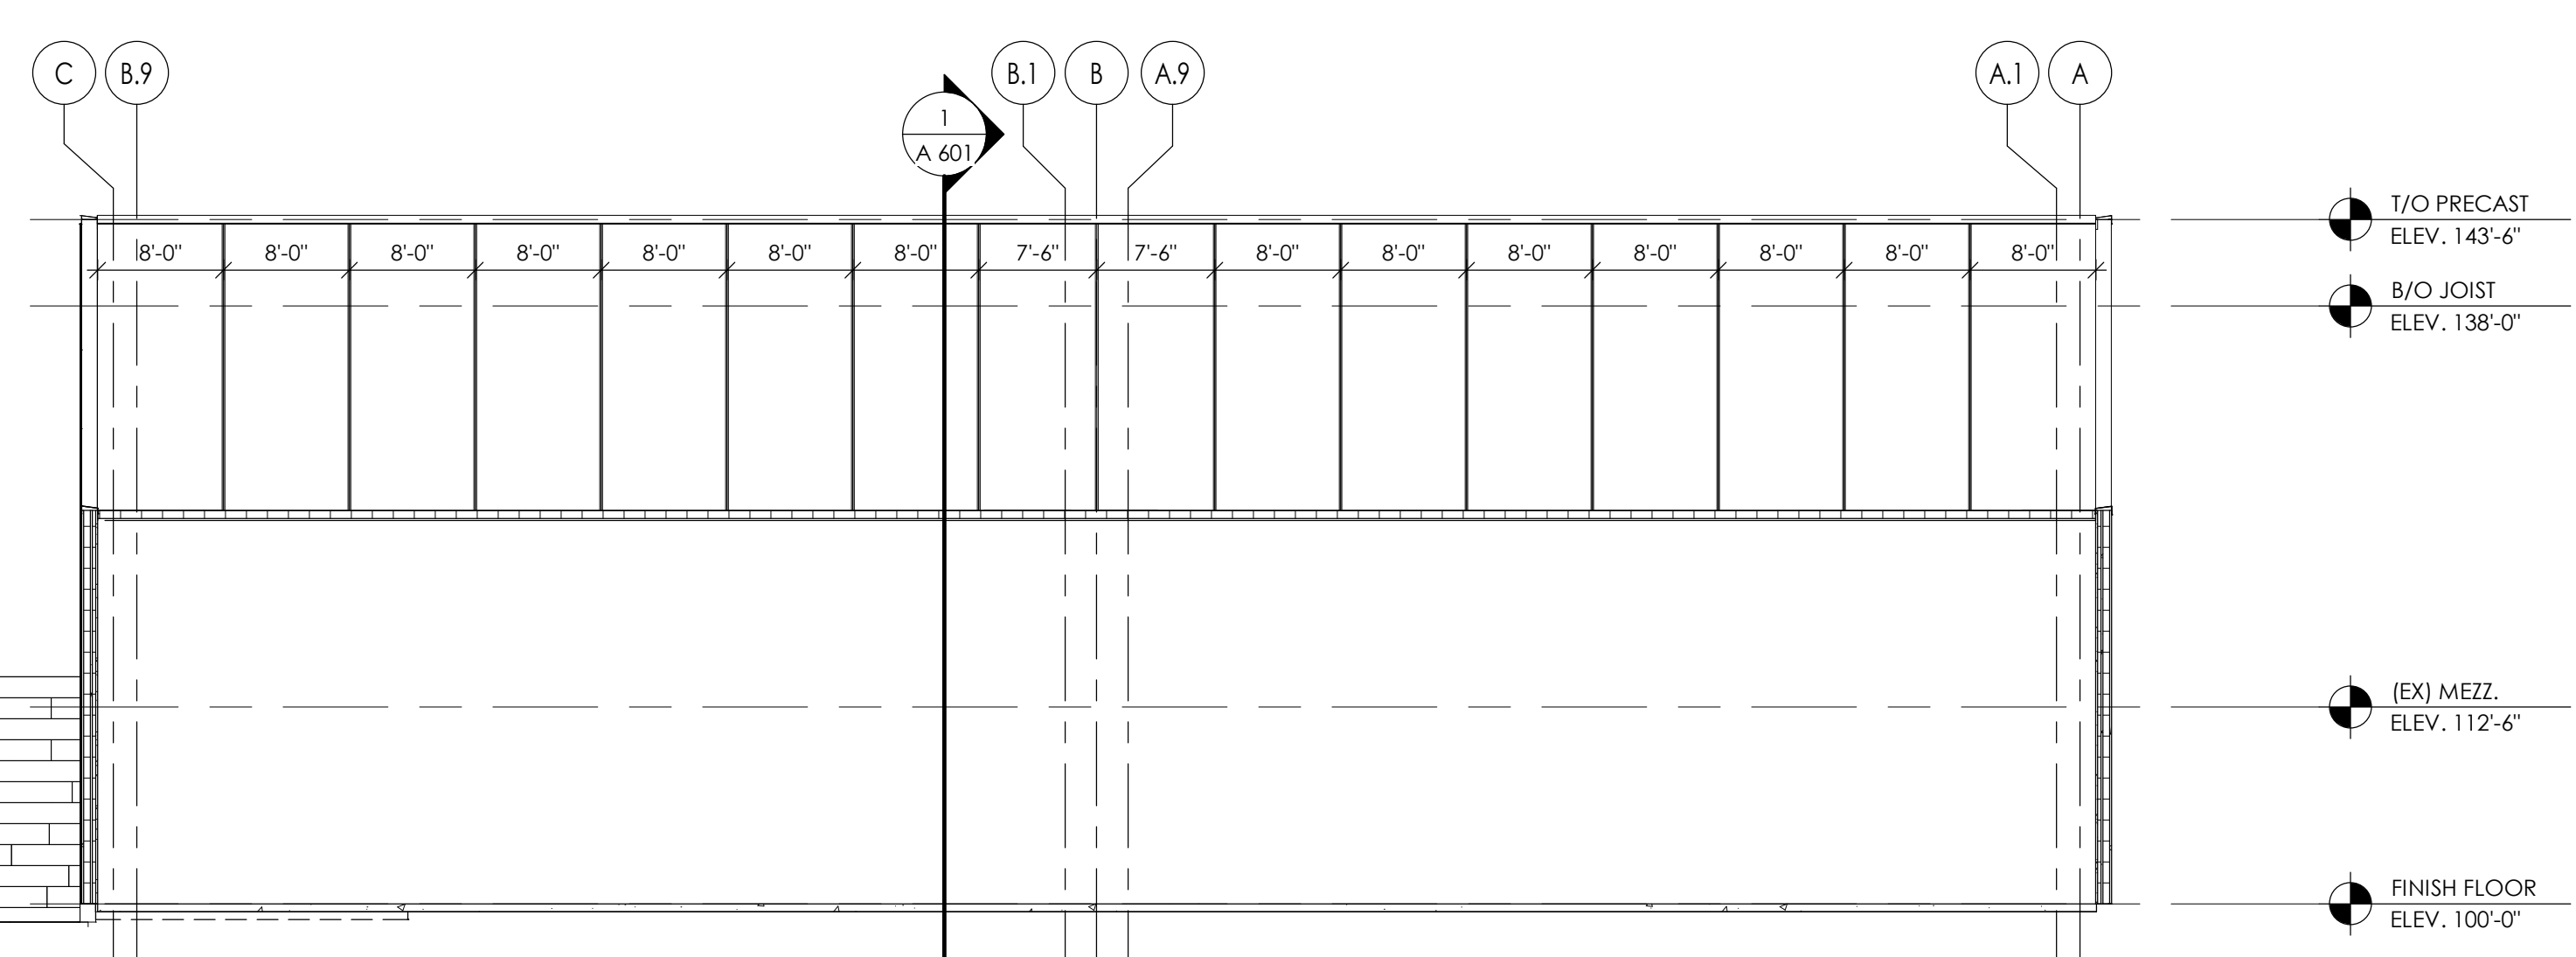 C
B.9
B.1
B
A.9
A.1
A
1
A 601
T/O PRECAST
ELEV. 143'-6"
8'-0"
8'-0"
8'-0"
8'-0"
8'-0"
8'-0"
8'-0"
7'-6"
7'-6"
8'-0"
8'-0"
8'-0"
8'-0"
8'-0"
8'-0"
8'-0"
B/O JOIST
ELEV. 138'-0"
(EX) MEZZ.
ELEV. 112'-6"
FINISH FLOOR
ELEV. 100'-0"